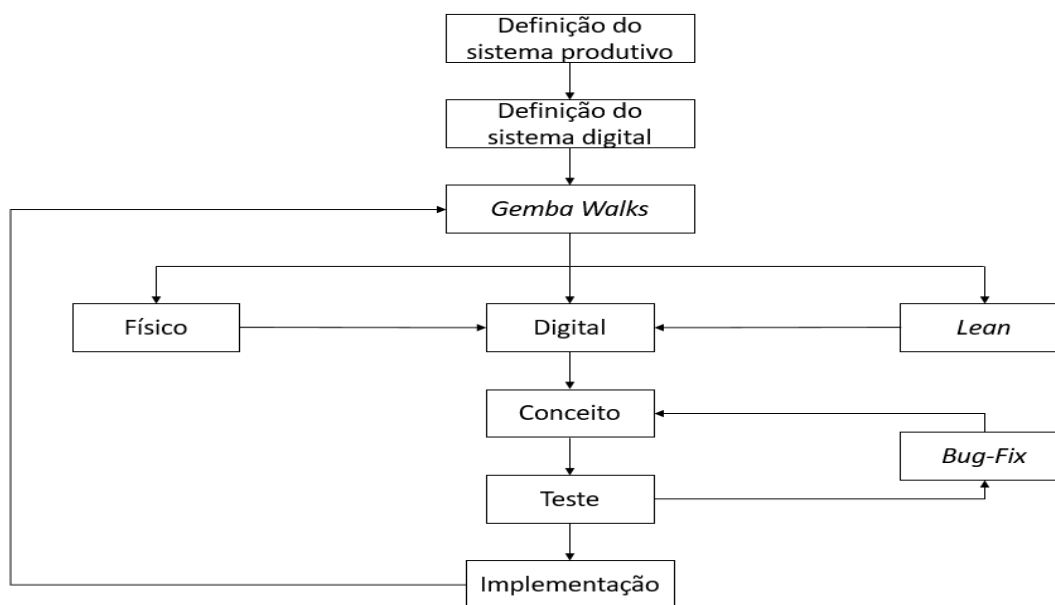 Definição do
sistema produtivo
Definição do
sistema digital
Gemba Walks
Físico
Digital
Lean
Conceito
Bug-Fix
Teste
Implementação